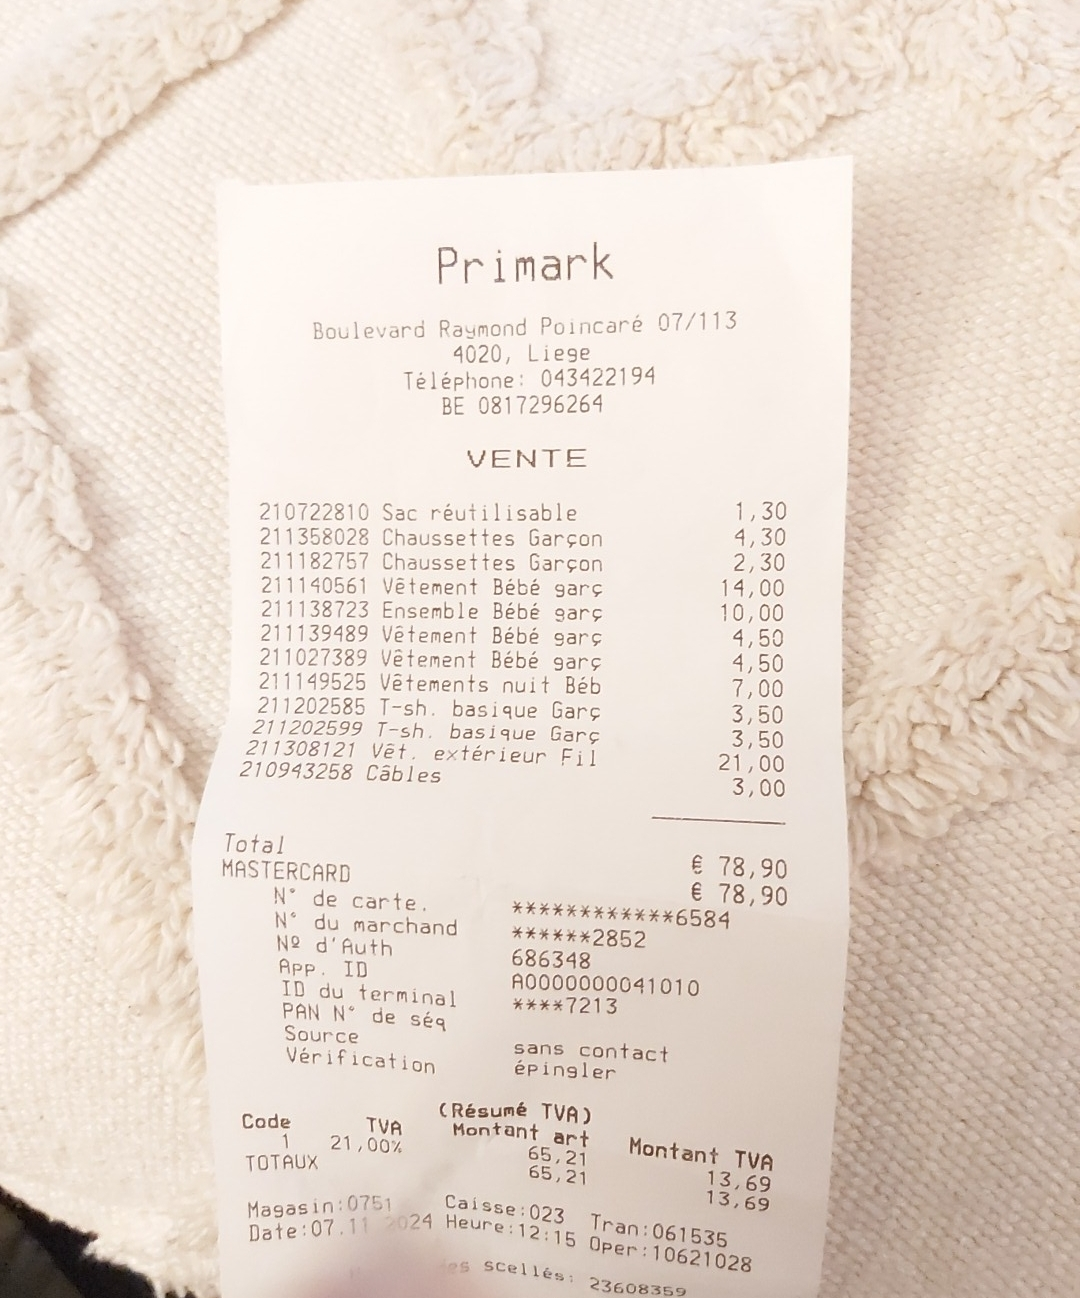 Primark
Boulevard Raymond Poincaré 07/113
4020, Liege
Téléphone: 043422194
BE 0817296264
VENTE
210722810 Sac réutilisable 1,30
211358028 Chaussettes Garçon 4,30
211182757 Chaussettes Garçon 2,30
211140561 Vêtement Bébé garç 14,00
211138723 Ensemble Bébé garç 10,00
211139489 Vêtement Bébé garç 4,50
211027389 Vêtement Bébé garç 4,50
211149525 Vêtements nuit Béb 7,00
211202585 T-sh. basique Garç 3,50
211202599 T-sh. basique Garç 3,50
211308121 Vêt. extérieur Fil 21,00
210943258 Câbles 3,00
Total € 78,90
MASTERCARD € 78,90
N° de carte. ************6584
N° du marchand ******2852
Nº d'Auth 686348
App. ID A0000000041010
ID du terminal ****7213
PAN N° de séq
Source sans contact
Vérification épingler
(Résumé TVA)
Code TVA Montant art Montant TVA
1 21,00% 65,21 13,69
TOTAUX 65,21 13,69
Magasin:0751 Caisse:023 Tran:061535
Date:07.11 2024 Heure:12:15 Oper:10621028
scellés: 23608359